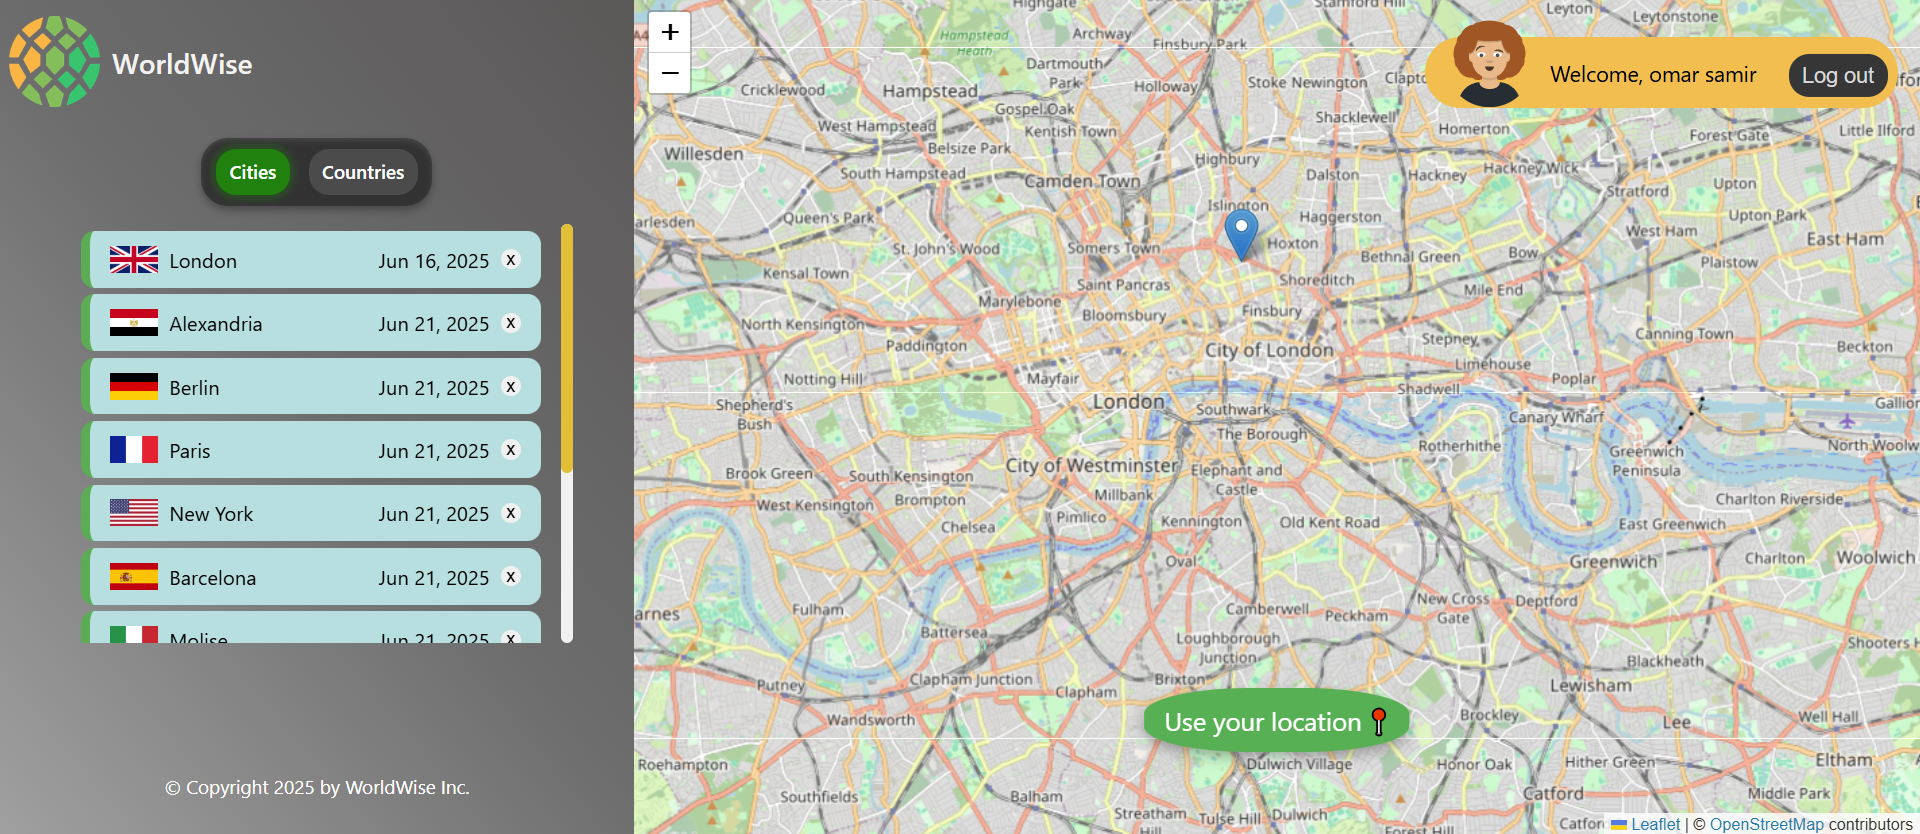 WorldWise
Cities
Countries
London Jun 16, 2025 x
Alexandria Jun 21, 2025 x
Berlin Jun 21, 2025 x
Paris Jun 21, 2025 x
New York Jun 21, 2025 x
Barcelona Jun 21, 2025 x
Molise Jun 21, 2025 x
© Copyright 2025 by WorldWise Inc.
+
−
Welcome, omar samir
Log out
Highgate
Stamford Hill
Leyton
Leytonstone
A4
Hampstead
Heath
Archway
Finsbury Park
Dartmouth
Park
Cricklewood
Hampstead
Holloway
Stoke Newington
Gospel Oak
West Hampstead
Kentish Town
Shacklewell
Homerton
Forest Gate
Little Ilford
Willesden
Belsize Park
Highbury
South Hampstead
Camden Town
Dalston
Hackney
Hackney Wick
Stratford
Upton
Islington
Queen's Park
Haggerston
Upton Park
St. John's Wood
Somers Town
Hoxton
Bethnal Green
Bow
West Ham
East Ham
Kensal Town
Saint Pancras
Shoreditch
Mile End
Plaistow
Marylebone
Bloomsbury
Finsbury
North Kensington
Paddington
City of London
Stepney
Canning Town
Beckton
Limehouse
Notting Hill
Mayfair
Shadwell
Poplar
London
Southwark
Canary Wharf
Shepherd's
Bush
The Borough
Rotherhithe
Greenwich
Peninsula
North Woolw
Brook Green
South Kensington
City of Westminster
Elephant and
Castle
West Kensington
Brompton
Millbank
Charlton Riverside
Chelsea
Pimlico
Kennington
Old Kent Road
East Greenwich
Oval
Greenwich
Charlton
Woolwich
Fulham
Camberwell
Peckham
New Cross
Gate
Deptford
Battersea
Loughborough
Junction
Shooters H
Blackheath
Putney
Clapham Junction
Clapham
Brixton
Lewisham
Wandsworth
Brockley
Lee
Well Hall
Use your location
Roehampton
Dulwich Village
Honor Oak
Hither Green
Eltham
Southfields
Balham
Streatham
Hill
Tulse Hill
Dulwich
Forest Hill
Catford
Middle Park
Leaflet | © OpenStreetMap contributors